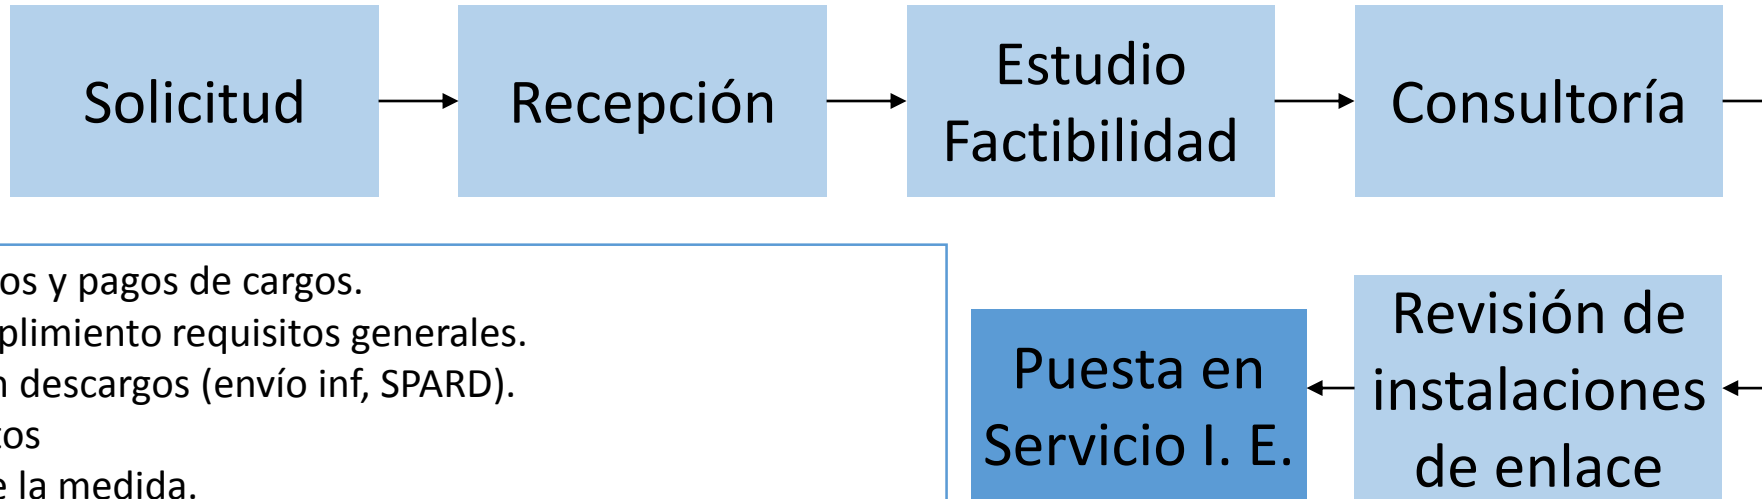 Solicitud
Recepción
Estudio
Factibilidad
Consultoría
os y pagos de cargos.
plimiento requisitos generales.
n descargos (envío inf, SPARD).
tos
e la medida.
Puesta en
Servicio I. E.
Revisión de
instalaciones
de enlace